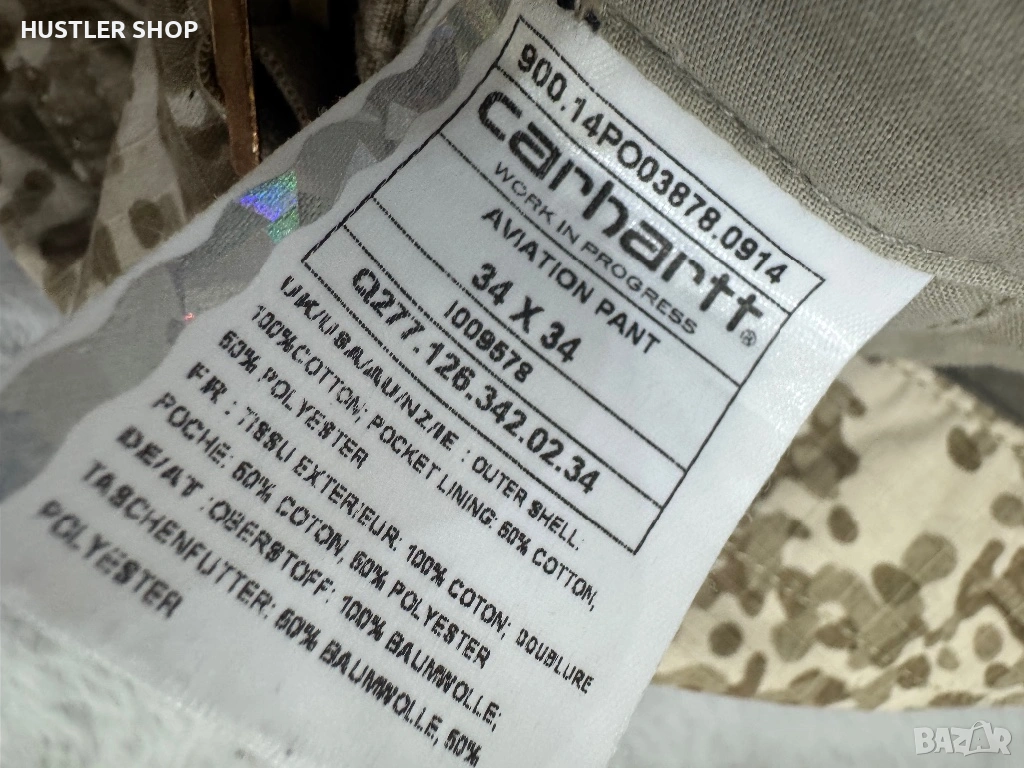 HUSTLER SHOP
900.14PO03878.0914
carhartt®
WORK IN PROGRESS
AVIATION PANT
34 X 34
I009578
Q277.126.342.02.34
UK/USA/AU/NZ/IE : OUTER SHELL:
100%COTTON; POCKET LINING: 50% COTTON,
50% POLYESTER
FR : TISSU EXTERIEUR: 100% COTON; DOUBLURE
POCHE: 50% COTON, 50% POLYESTER
DE/AT :OBERSTOFF: 100% BAUMWOLLE;
TASCHENFUTTER: 50% BAUMWOLLE, 50%
POLYESTER
BAZAR